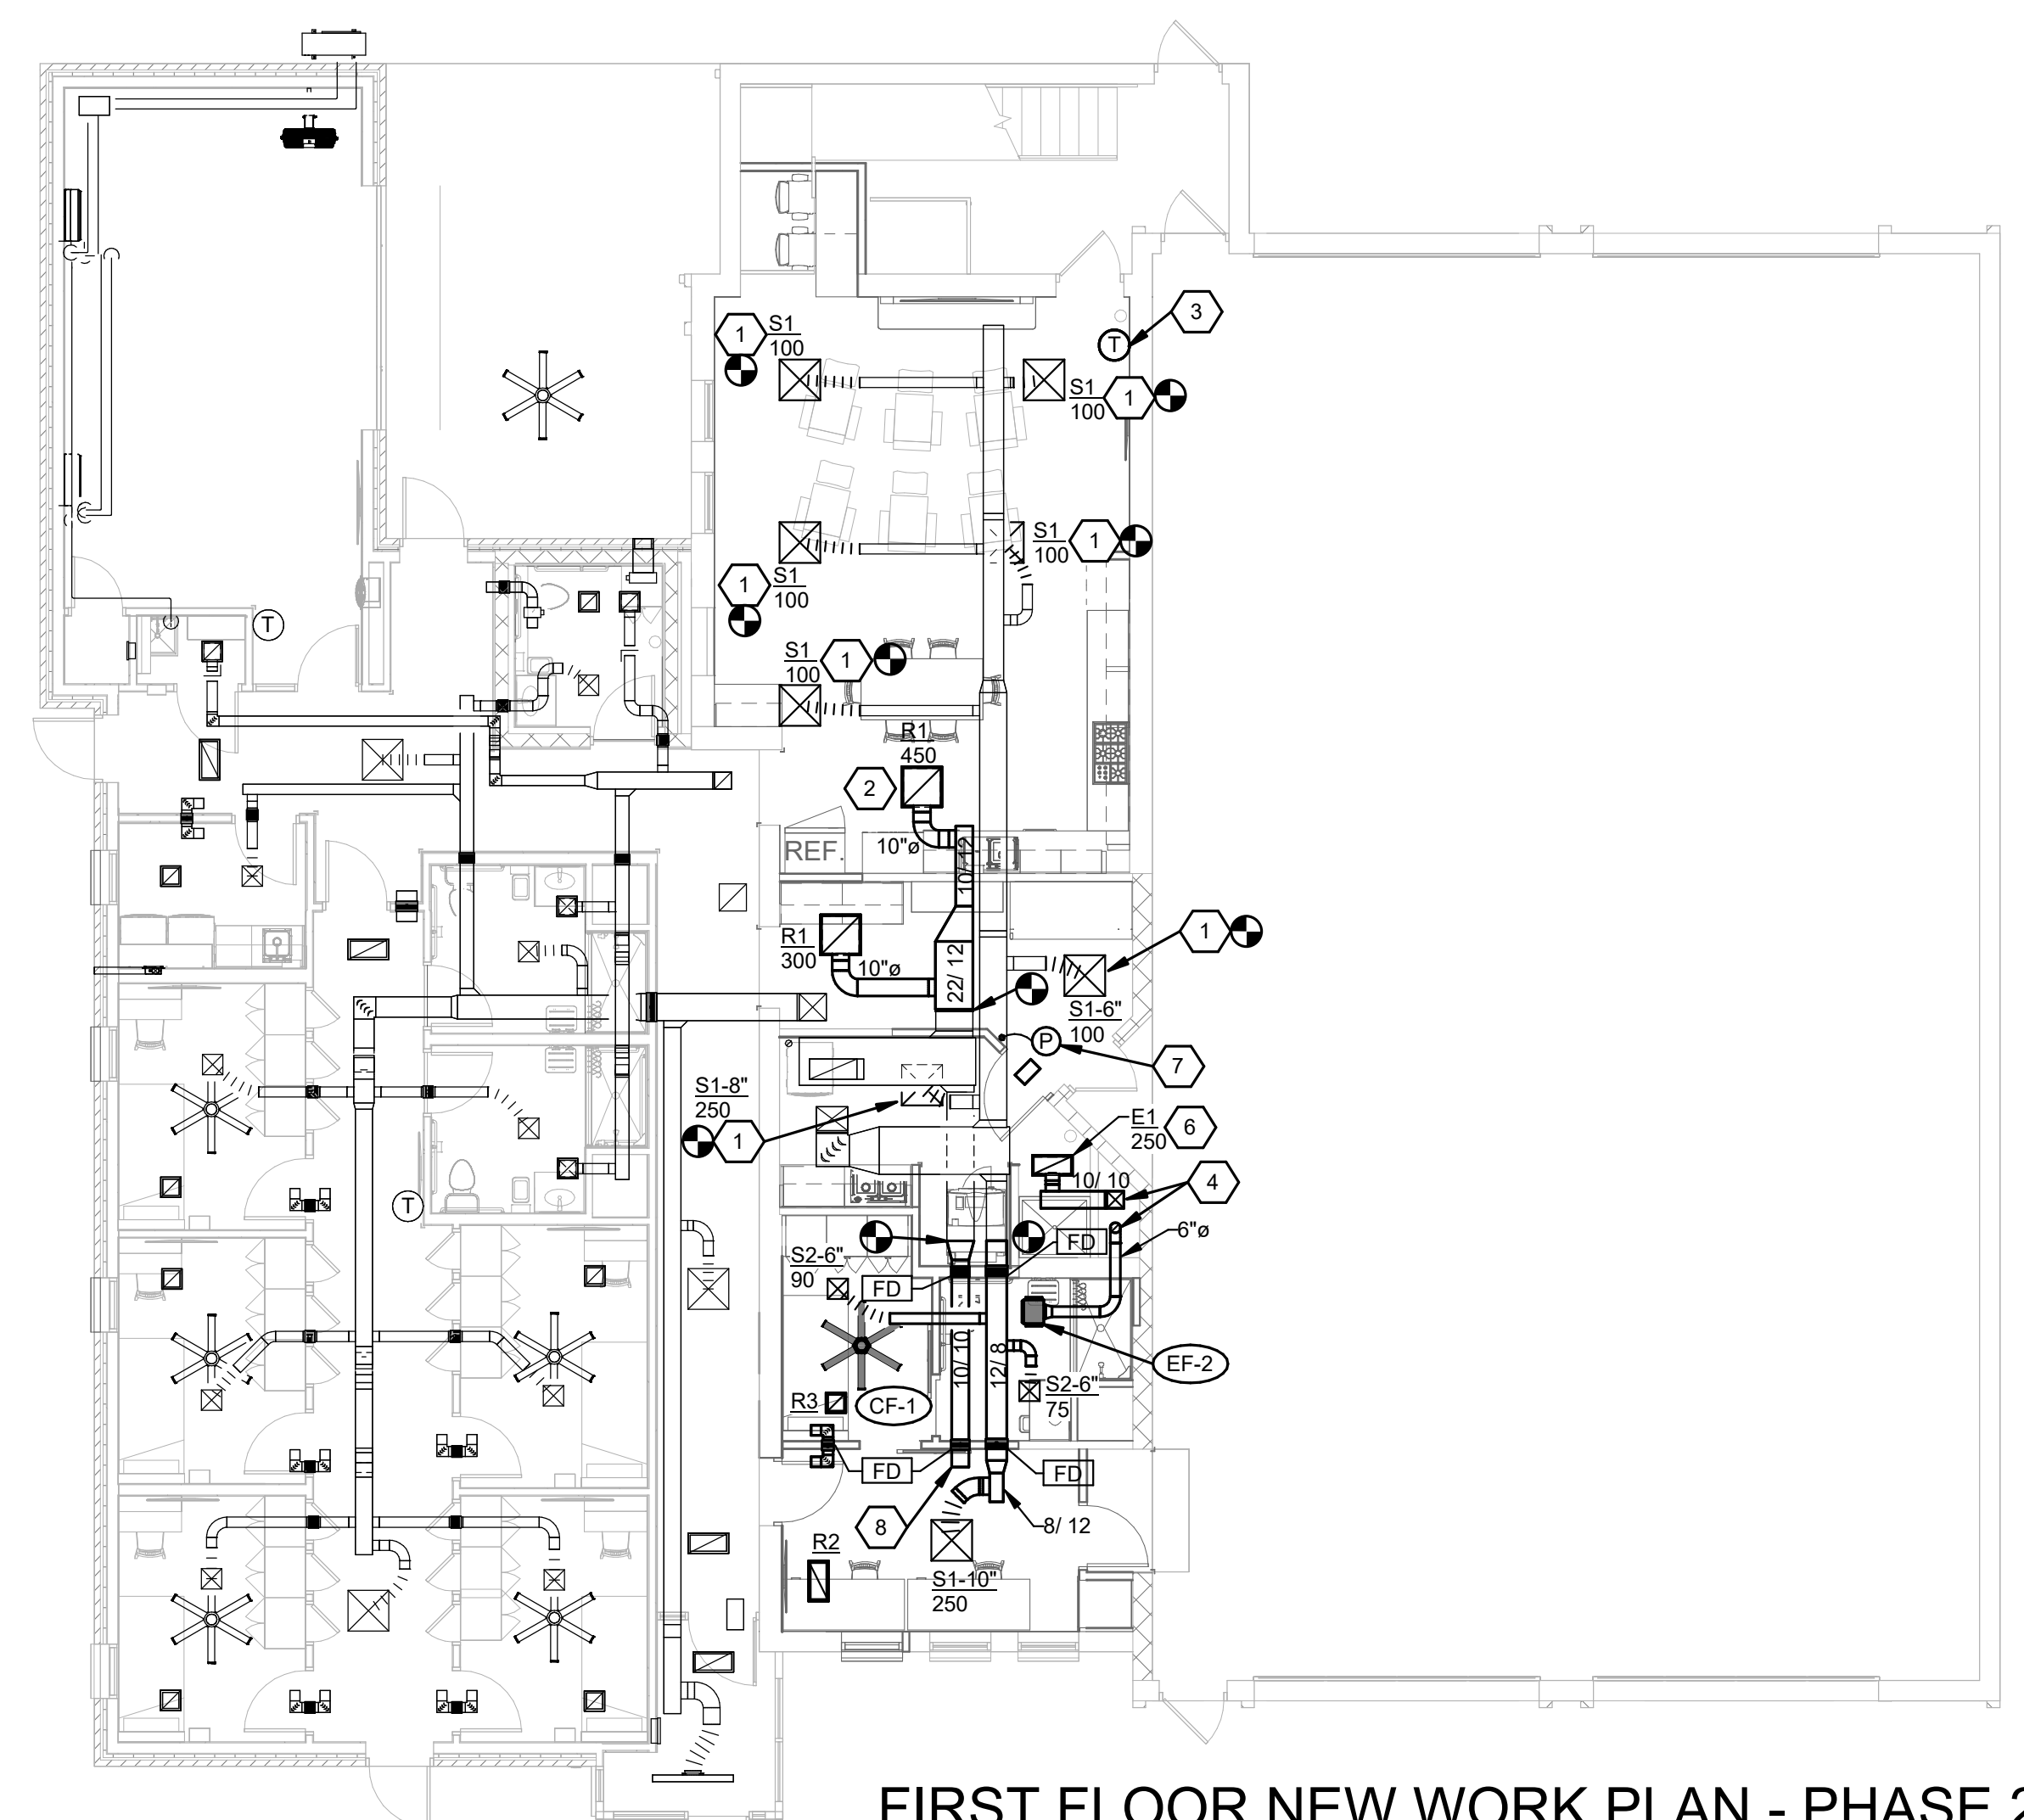 3
1
S1
100
T
S1
100
1
S1
100
1
1
S1
100
T
S1
100
1
R1
450
2
10"ø
REF.
10/ 12
R1
300
10"ø
22/ 12
1
S1-6"
100
P
7
S1-8"
250
1
E1
250
6
10/ 10
4
T
FD
6"ø
S2-6"
90
FD
10/ 10
12/ 8
EF-2
S2-6"
75
R3
CF-1
FD
FD
8
8/ 12
R2
S1-10"
250
FIRST FLOOR NEW WORK PLAN - PHASE 2